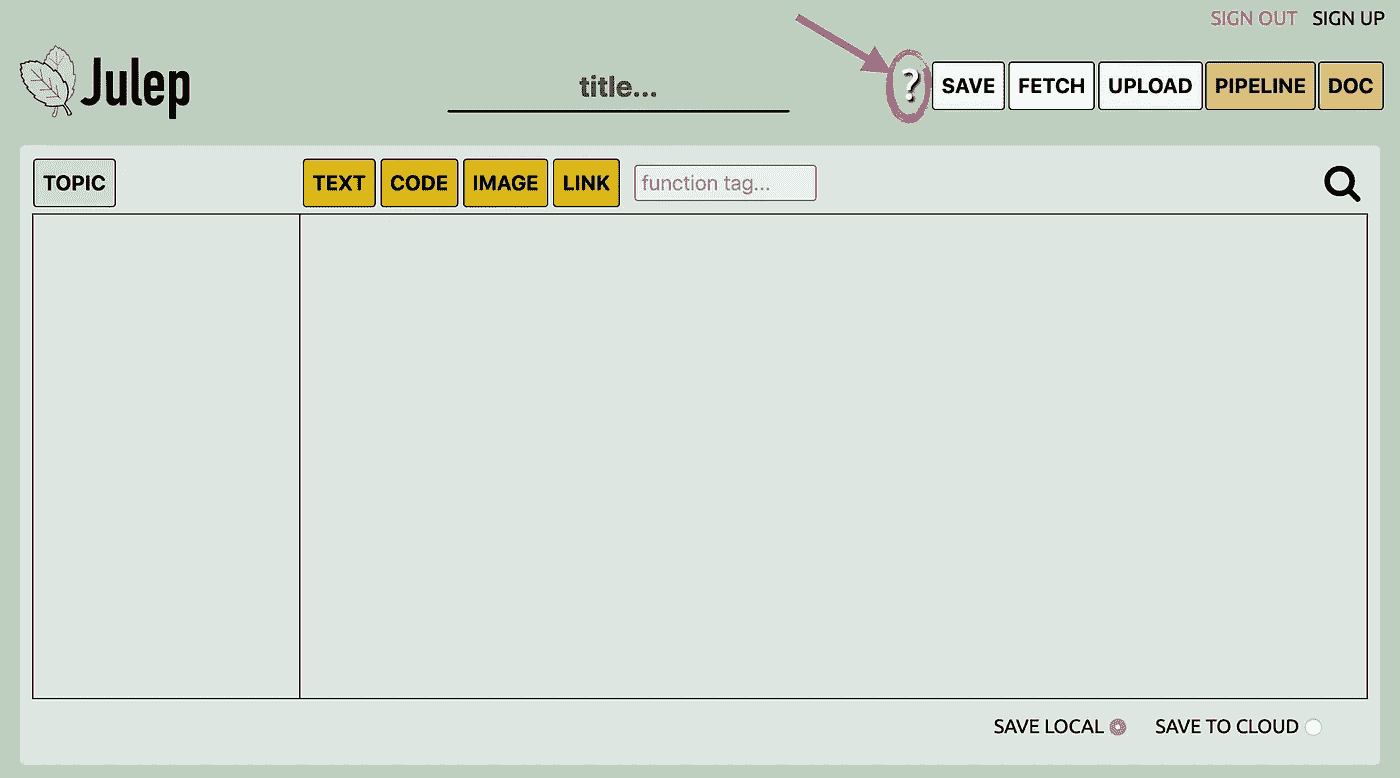 SIGN OUT SIGN UP
Julep title... ? SAVE FETCH UPLOAD PIPELINE DOC
TOPIC TEXT CODE IMAGE LINK function tag...
SAVE LOCAL SAVE TO CLOUD